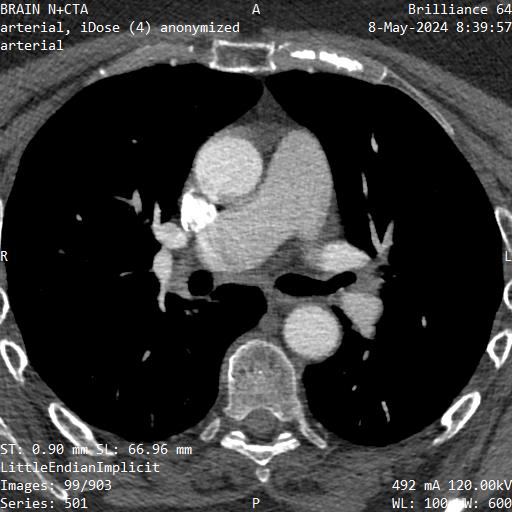 BRAIN N+CTA
A
Brilliance 64
arterial, iDose (4) anonymized
8-May-2024 8:39:57
arterial
R
L
ST: 0.90 mm SL: 66.96 mm
LittleEndianImplicit
Images: 99/903
492 mA 120.00kV
Series: 501
P
WL: 100 W: 600